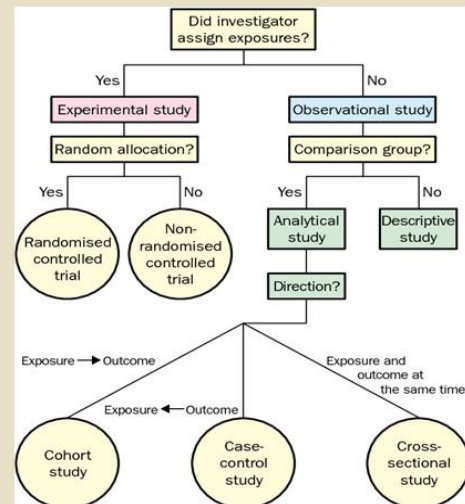 Did investigator
assign exposures?
Yes
No
Experimental study
Observational study
Random allocation?
Comparison group?
Yes
No
Yes
No
Randomised
controlled
trial
Non-
randomised
controlled
trial
Analytical
study
Descriptive
study
Direction?
Exposure → Outcome
Exposure ← Outcome
Exposure and
outcome at
the same time
Cohort
study
Case-
control
study
Cross-
sectional
study